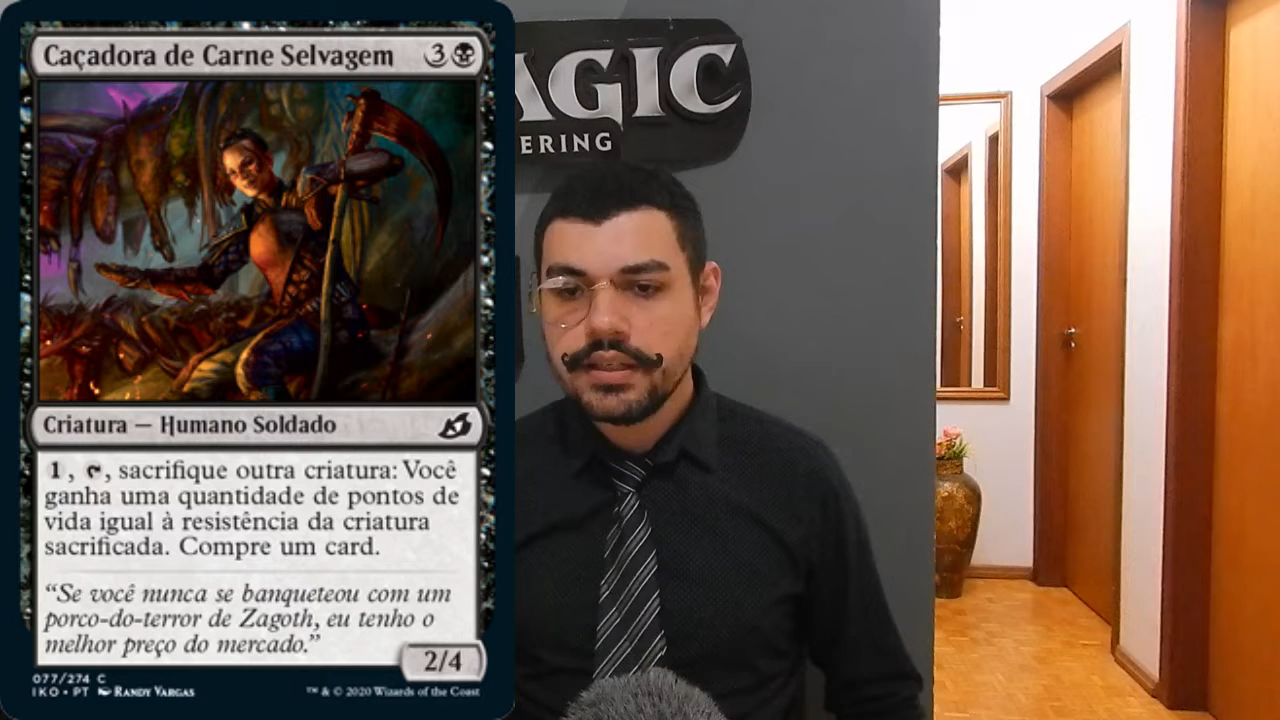 Caçadora de Carne Selvagem 3
AGIC
ERING
Criatura — Humano Soldado
1, , sacrifique outra criatura: Você
ganha uma quantidade de pontos de
vida igual à resistência da criatura
sacrificada. Compre um card.
“Se você nunca se banqueteou com um
porco-do-terror de Zagoth, eu tenho o
melhor preço do mercado.”
2/4
077/274 C
IKO • PT Randy Vargas
™ & © 2020 Wizards of the Coast